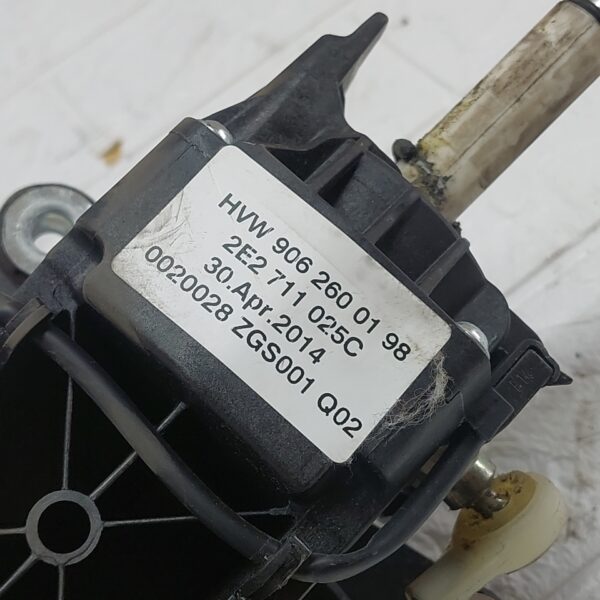 HVW 906 260 01 98
2E2 711 025C
30.Apr.2014
0020028 ZGS001 Q02